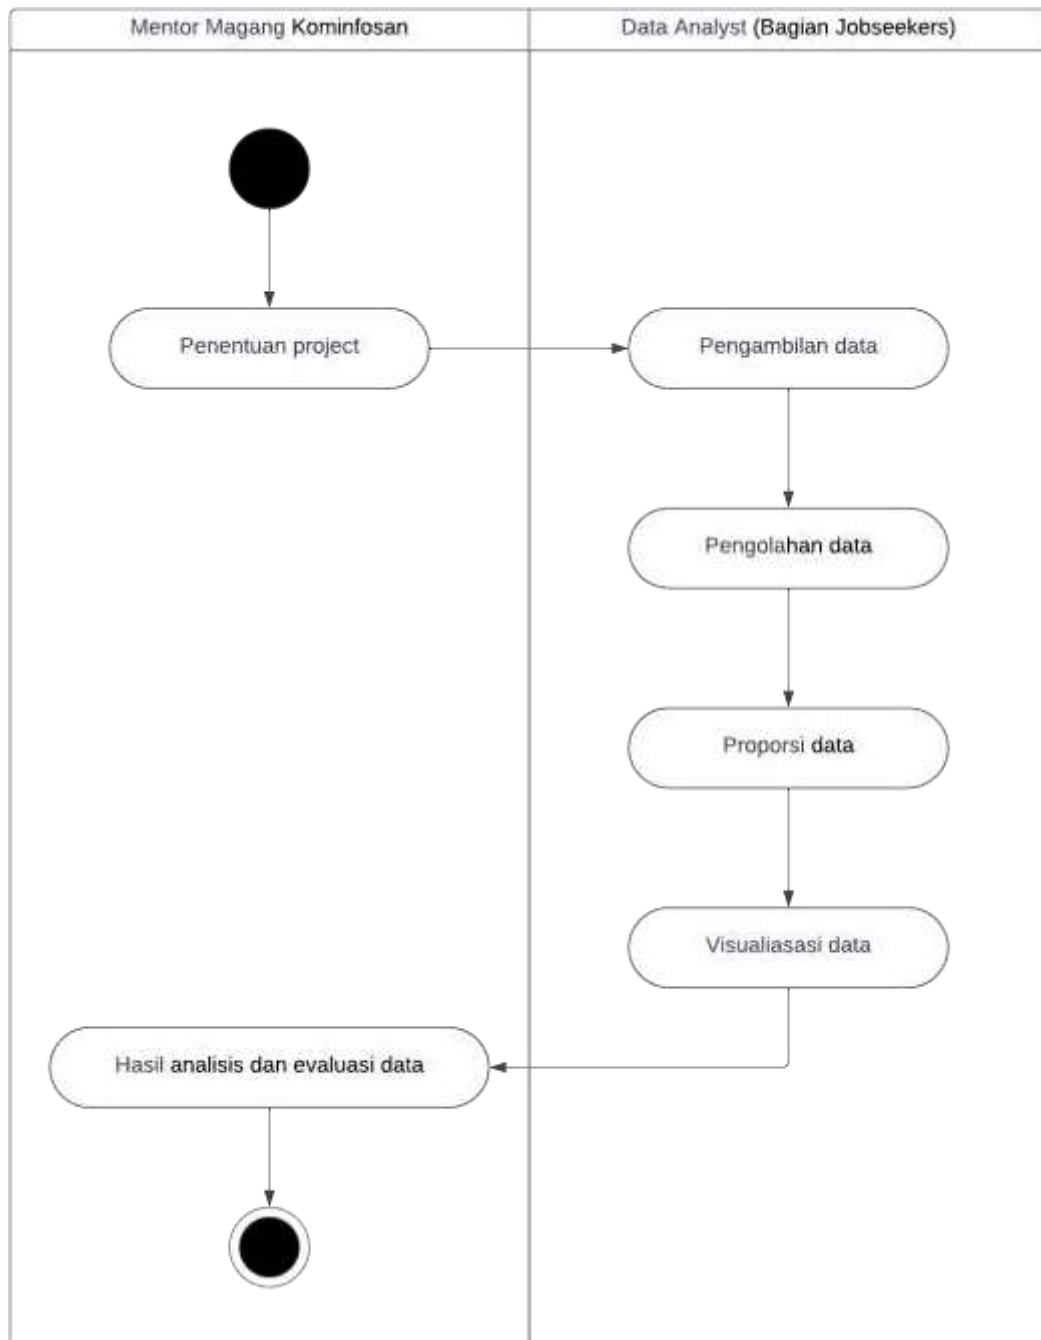 Mentor Magang Kominfosan
Data Analyst (Bagian Jobseekers)
Penentuan project
Pengambilan data
Pengolahan data
Proporsi data
Visualiasasi data
Hasil analisis dan evaluasi data